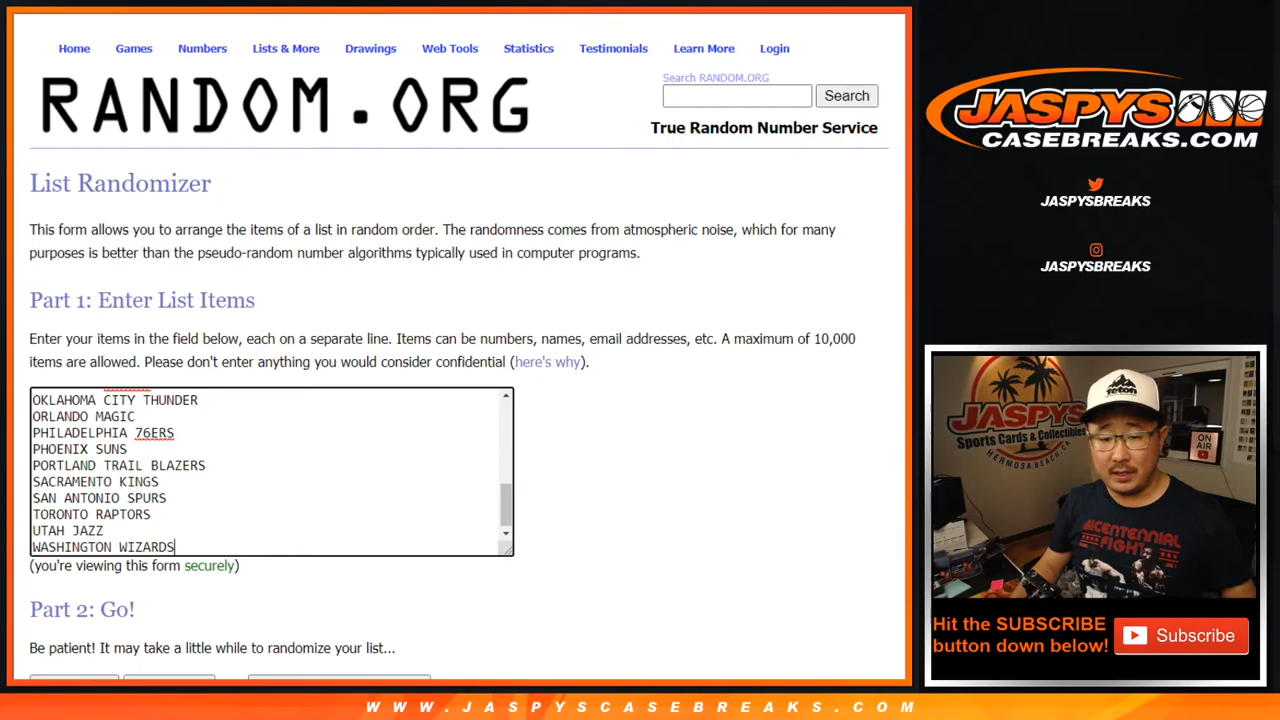 Home Games Numbers Lists & More Drawings Web Tools Statistics Testimonials Learn More Login
RANDOM.ORG
Search RANDOM.ORG
Search
True Random Number Service
List Randomizer
This form allows you to arrange the items of a list in random order. The randomness comes from atmospheric noise, which for many
purposes is better than the pseudo-random number algorithms typically used in computer programs.
Part 1: Enter List Items
Enter your items in the field below, each on a separate line. Items can be numbers, names, email addresses, etc. A maximum of 10,000
items are allowed. Please don't enter anything you would consider confidential (here's why).
OKLAHOMA CITY THUNDER
ORLANDO MAGIC
PHILADELPHIA 76ERS
PHOENIX SUNS
PORTLAND TRAIL BLAZERS
SACRAMENTO KINGS
SAN ANTONIO SPURS
TORONTO RAPTORS
UTAH JAZZ
WASHINGTON WIZARDS
(you're viewing this form securely)
Part 2: Go!
Be patient! It may take a little while to randomize your list...
JASPYS
CASEBREAKS.COM
JASPYSBREAKS
JASPYSBREAKS
JASPYS
Sports Cards & Collectibles
HERMOSA BEACH, CA
ON AIR
teton
BICENTENNIAL
FIGHT
Hit the SUBSCRIBE
button down below!
Subscribe
WWW.JASPYSCASEBREAKS.COM